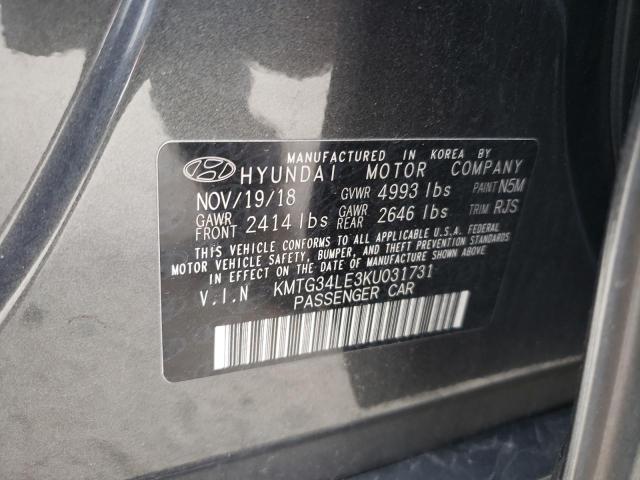 MANUFACTURED IN KOREA BY
HYUNDAI MOTOR COMPANY
NOV/19/18 GVWR 4993 lbs PAINT N5M
GAWR FRONT 2414 lbs GAWR REAR 2646 lbs TRIM RJS
THIS VEHICLE CONFORMS TO ALL APPLICABLE U.S.A. FEDERAL
MOTOR VEHICLE SAFETY, BUMPER, AND THEFT PREVENTION STANDARDS
IN EFFECT ON THE DATE OF MANUFACTURE SHOWN ABOVE.
V.I.N KMTG34LE3KU031731
PASSENGER CAR